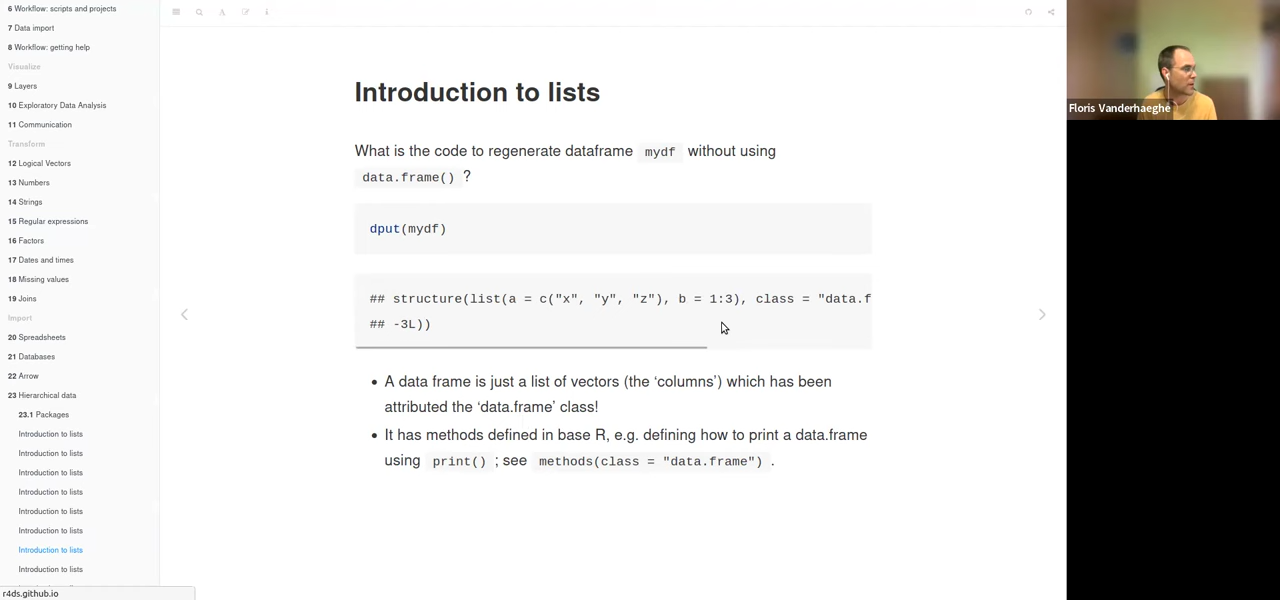 6 Workflow: scripts and projects
7 Data import
8 Workflow: getting help
Visualize
9 Layers
10 Exploratory Data Analysis
11 Communication
Transform
12 Logical Vectors
13 Numbers
14 Strings
15 Regular expressions
16 Factors
17 Dates and times
18 Missing values
19 Joins
Import
20 Spreadsheets
21 Databases
22 Arrow
23 Hierarchical data
23.1 Packages
Introduction to lists
Introduction to lists
Introduction to lists
Introduction to lists
Introduction to lists
Introduction to lists
Introduction to lists
Introduction to lists
r4ds.github.io
Introduction to lists
What is the code to regenerate dataframe mydf without using
data.frame() ?
dput(mydf)
## structure(list(a = c("x", "y", "z"), b = 1:3), class = "data.f
## -3L))
• A data frame is just a list of vectors (the ‘columns’) which has been
attributed the ‘data.frame’ class!
• It has methods defined in base R, e.g. defining how to print a data.frame
using print() ; see methods(class = "data.frame") .
Floris Vanderhaeghe